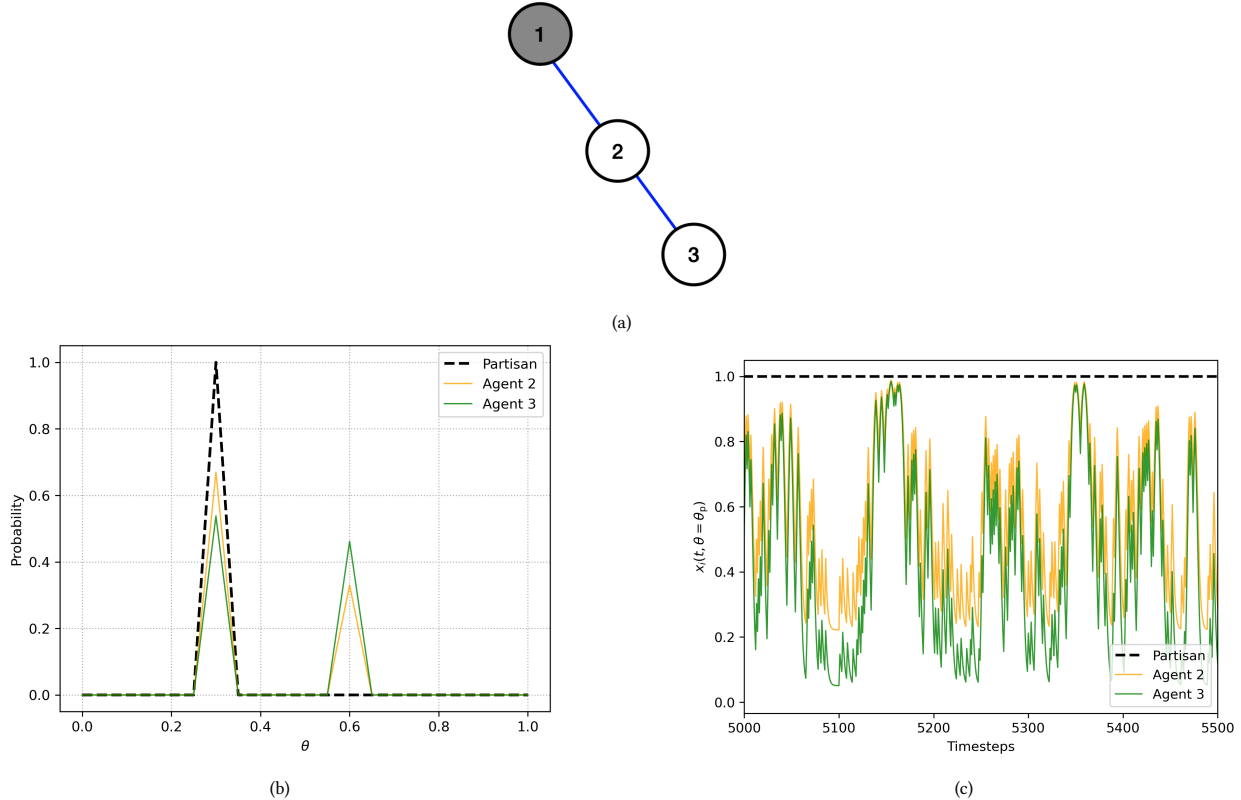 1
2
3
(a)
Probability
1.0
0.8
0.6
0.4
0.2
0.0
Partisan
Agent 2
Agent 3
0.0 0.2 0.4 0.6 0.8 1.0
θ
(b)
xᵢ(t, θ = θₚ)
1.0
0.8
0.6
0.4
0.2
0.0
Partisan
Agent 2
Agent 3
5000 5100 5200 5300 5400 5500
Timesteps
(c)